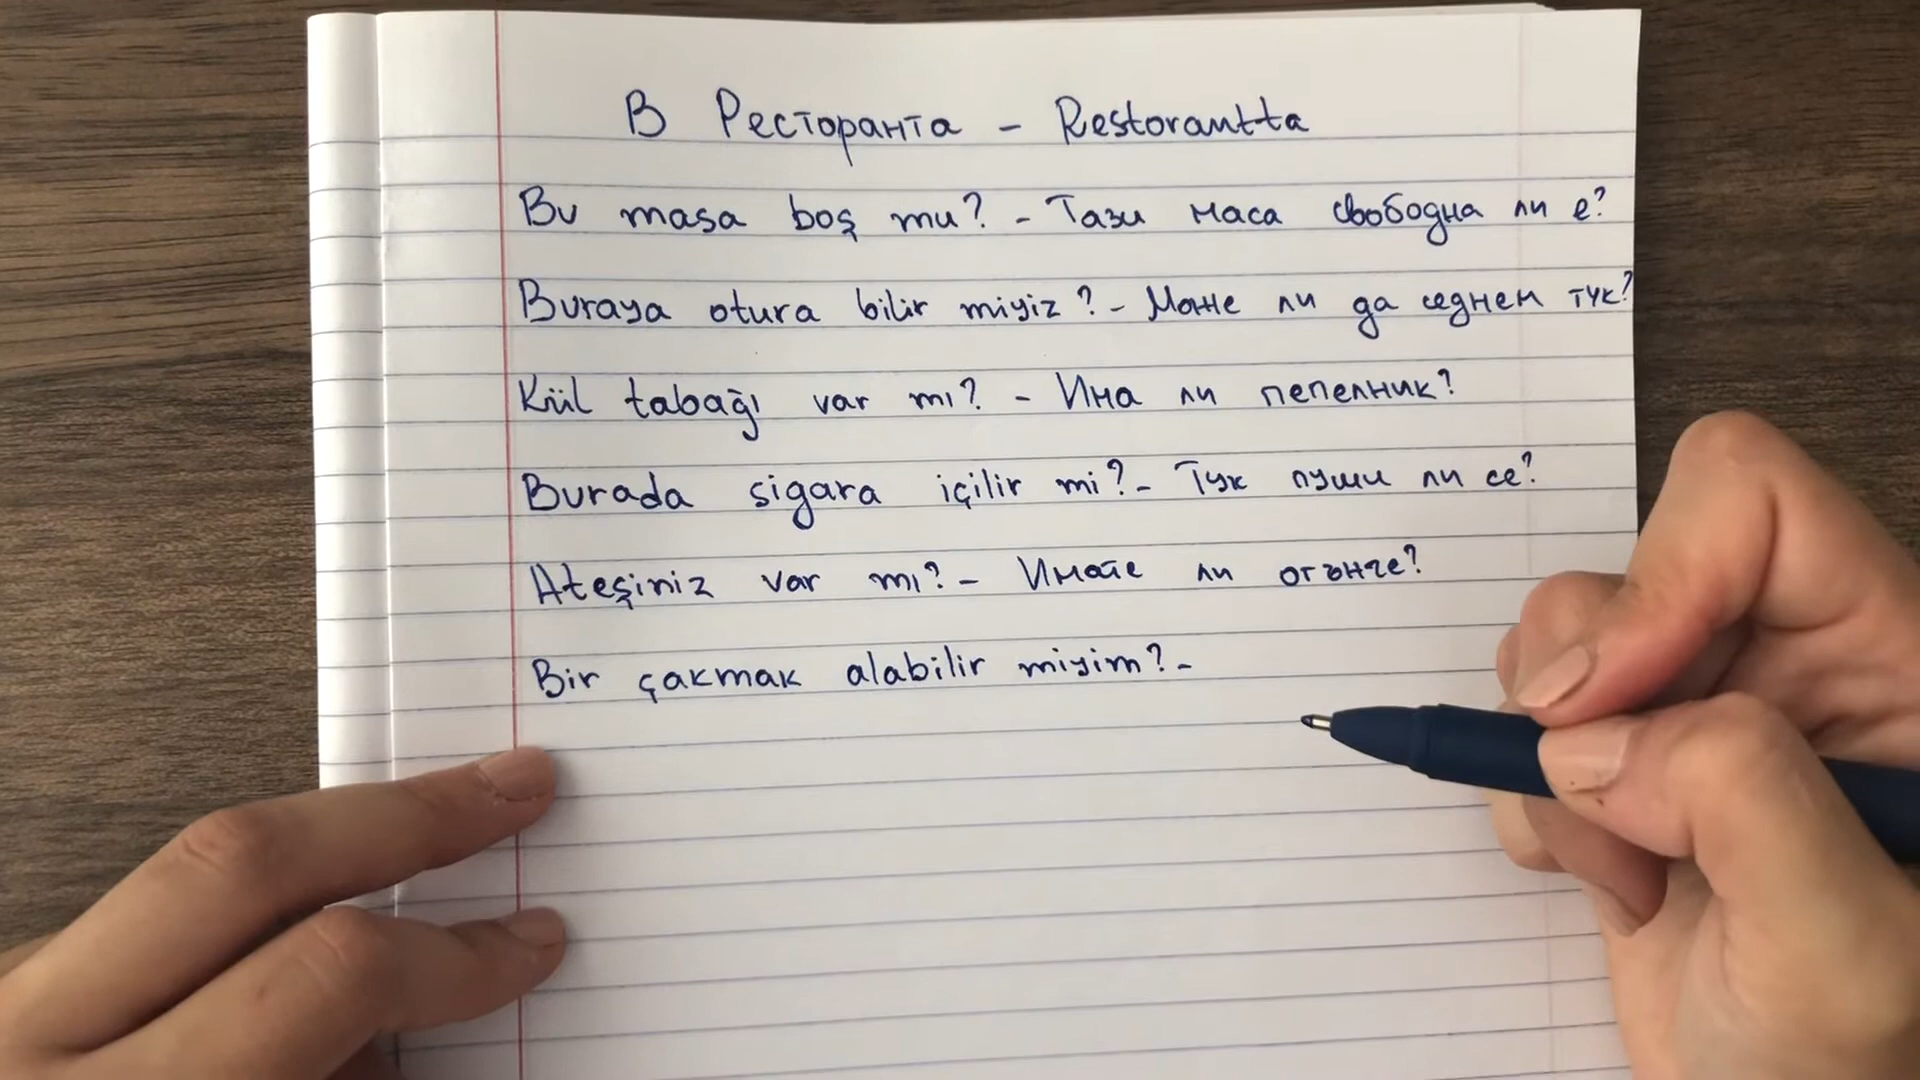 В Ресторанта - Restorantta
Bu masa boş mu? - Тази маса свободна ли е?
Buraya otura bilir miyiz? - Може ли да седнем тук?
Kül tabağı var mı? - Има ли пепелник?
Burada sigara içilir mi? - Тук пуши ли се?
Ateşiniz var mı? - Имате ли огънче?
Bir çakmak alabilir miyim? -